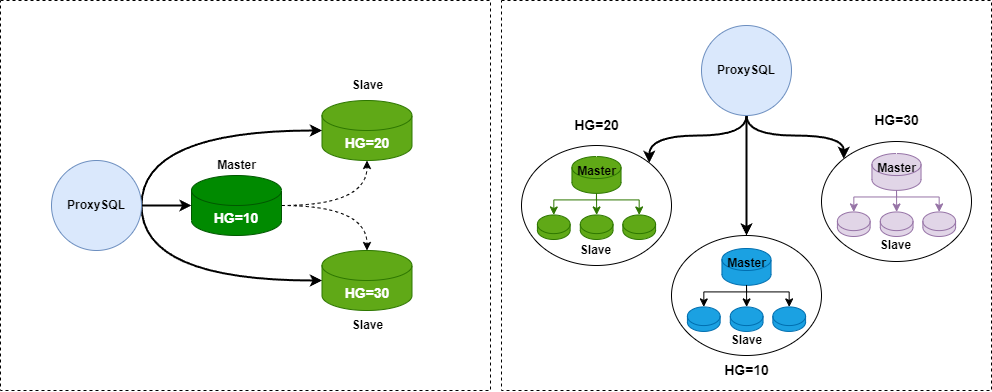 Slave
HG=20
Master
ProxySQL
HG=10
HG=30
Slave
ProxySQL
HG=20
HG=30
Master
Slave
Master
Slave
Master
Slave
HG=10